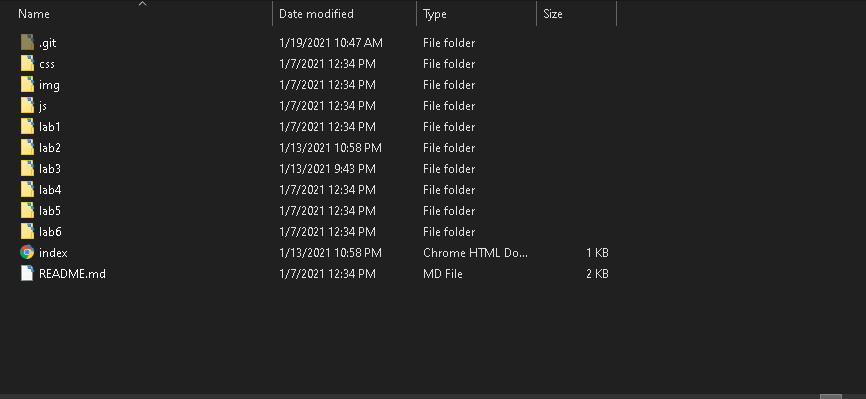 Name Date modified Type Size
.git 1/19/2021 10:47 AM File folder
css 1/7/2021 12:34 PM File folder
img 1/7/2021 12:34 PM File folder
js 1/7/2021 12:34 PM File folder
lab1 1/7/2021 12:34 PM File folder
lab2 1/13/2021 10:58 PM File folder
lab3 1/13/2021 9:43 PM File folder
lab4 1/7/2021 12:34 PM File folder
lab5 1/7/2021 12:34 PM File folder
lab6 1/7/2021 12:34 PM File folder
index 1/13/2021 10:58 PM Chrome HTML Do... 1 KB
README.md 1/7/2021 12:34 PM MD File 2 KB